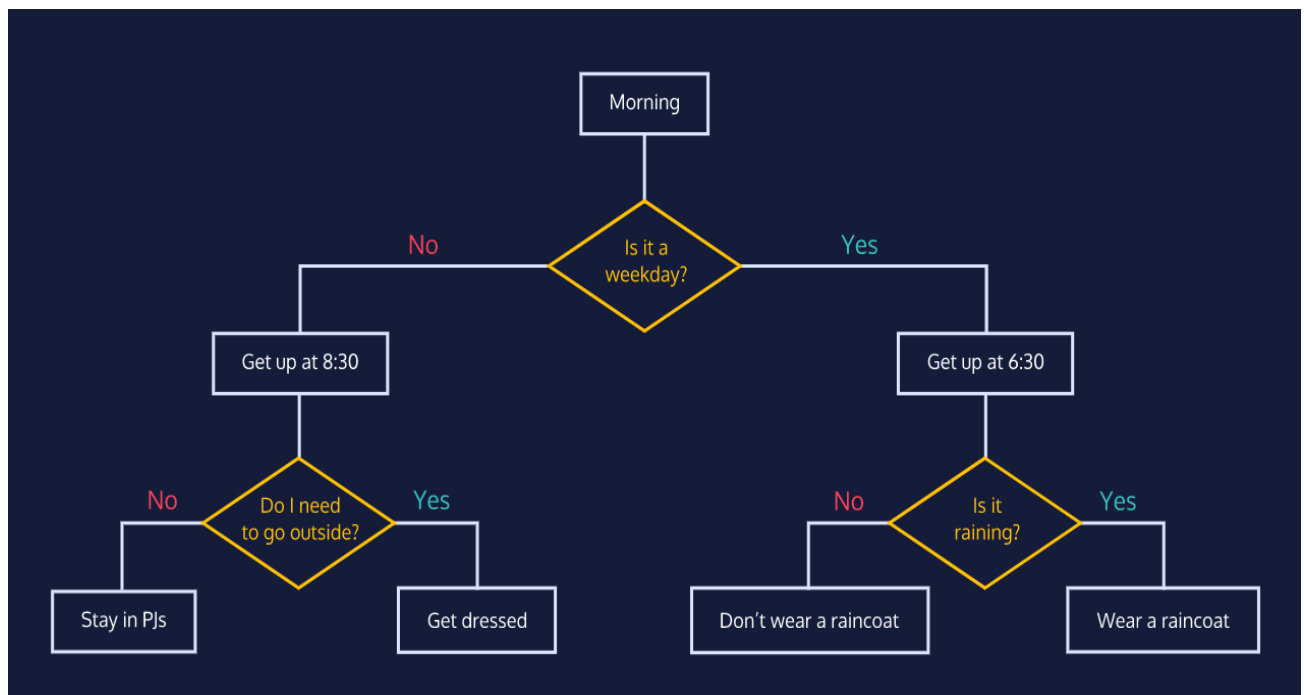 Morning
Is it a
weekday?
No
Yes
Get up at 8:30
Get up at 6:30
Do I need
to go outside?
No
Yes
Is it
raining?
No
Yes
Stay in PJs
Get dressed
Don't wear a raincoat
Wear a raincoat